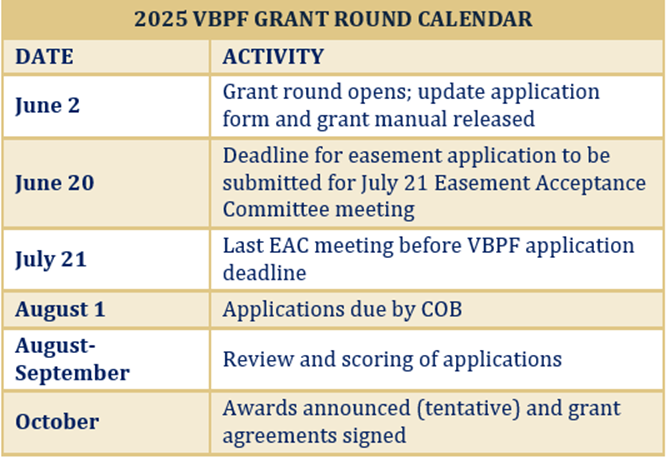 2025 VBPF GRANT ROUND CALENDAR
DATE ACTIVITY
June 2
Grant round opens; update application
form and grant manual released
June 20
Deadline for easement application to be
submitted for July 21 Easement Acceptance
Committee meeting
July 21
Last EAC meeting before VBPF application
deadline
August 1
Applications due by COB
August-
September
Review and scoring of applications
October
Awards announced (tentative) and grant
agreements signed